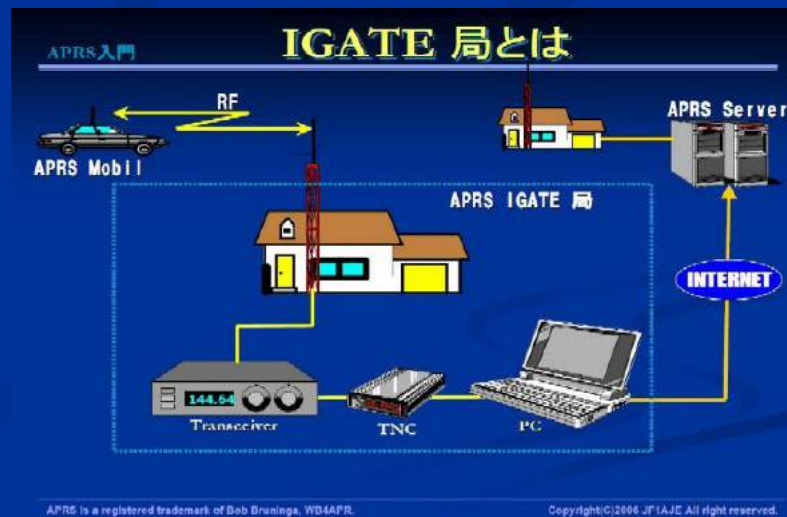 APRS入門
IGATE 局とは
RF
APRS Server
APRS Mobil
APRS IGATE 局
INTERNET
144.64
Transceiver
TNC
PC
APRS is a registered trademark of Bob Bruninga, WB4APR.
Copyright(C)2006 JF1AJE All right reserved.